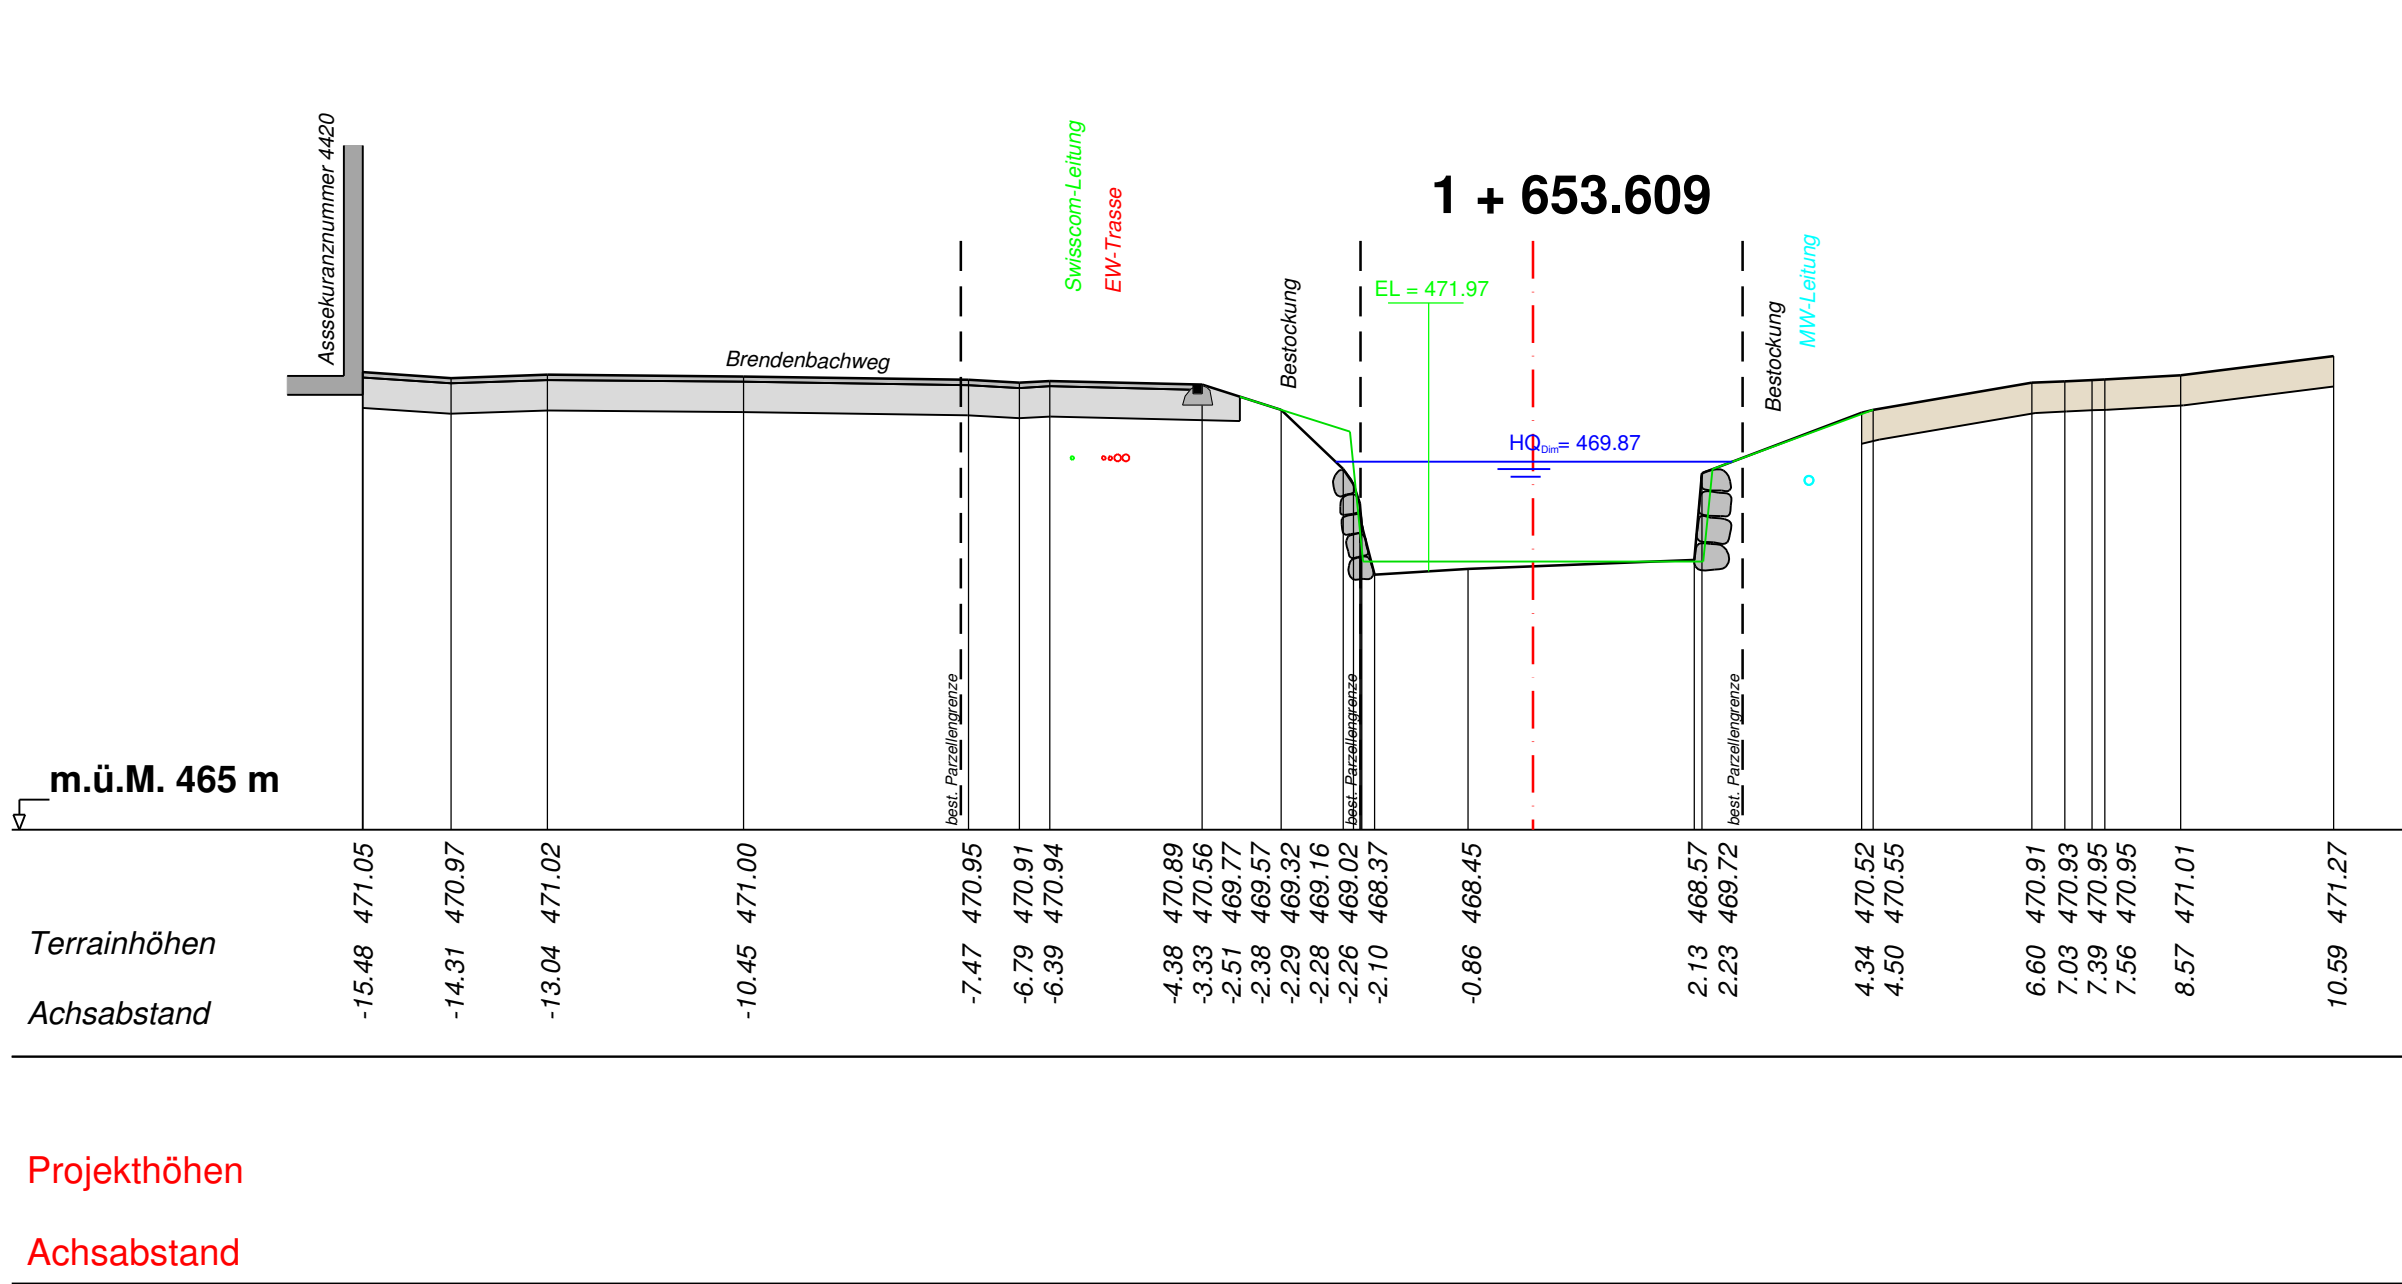 Asssekuranznummer 4420
Swisscom-Leitung
EW-Trasse
1 + 653.609
Bestockung
EL = 471.97
Bestockung
MW-Leitung
Brendenbachweg
HQDim= 469.87
best. Parzellengrenze
best. Parzellengrenze
best. Parzellengrenze
m.ü.M. 465 m
Terrainhöhen 471.05 470.97 471.02 471.00 470.95 470.91 470.94 470.89 470.56 469.77 469.57 469.32 469.16 469.02 468.37 468.45 468.57 469.72 470.52 470.55 470.91 470.93 470.95 470.95 471.01 471.27
Achsabstand -15.48 -14.31 -13.04 -10.45 -7.47 -6.79 -6.39 -4.38 -3.33 -2.51 -2.38 -2.29 -2.28 -2.26 -2.10 -0.86 2.13 2.23 4.34 4.50 6.60 7.03 7.39 7.56 8.57 10.59
Projekthöhen
Achsabstand